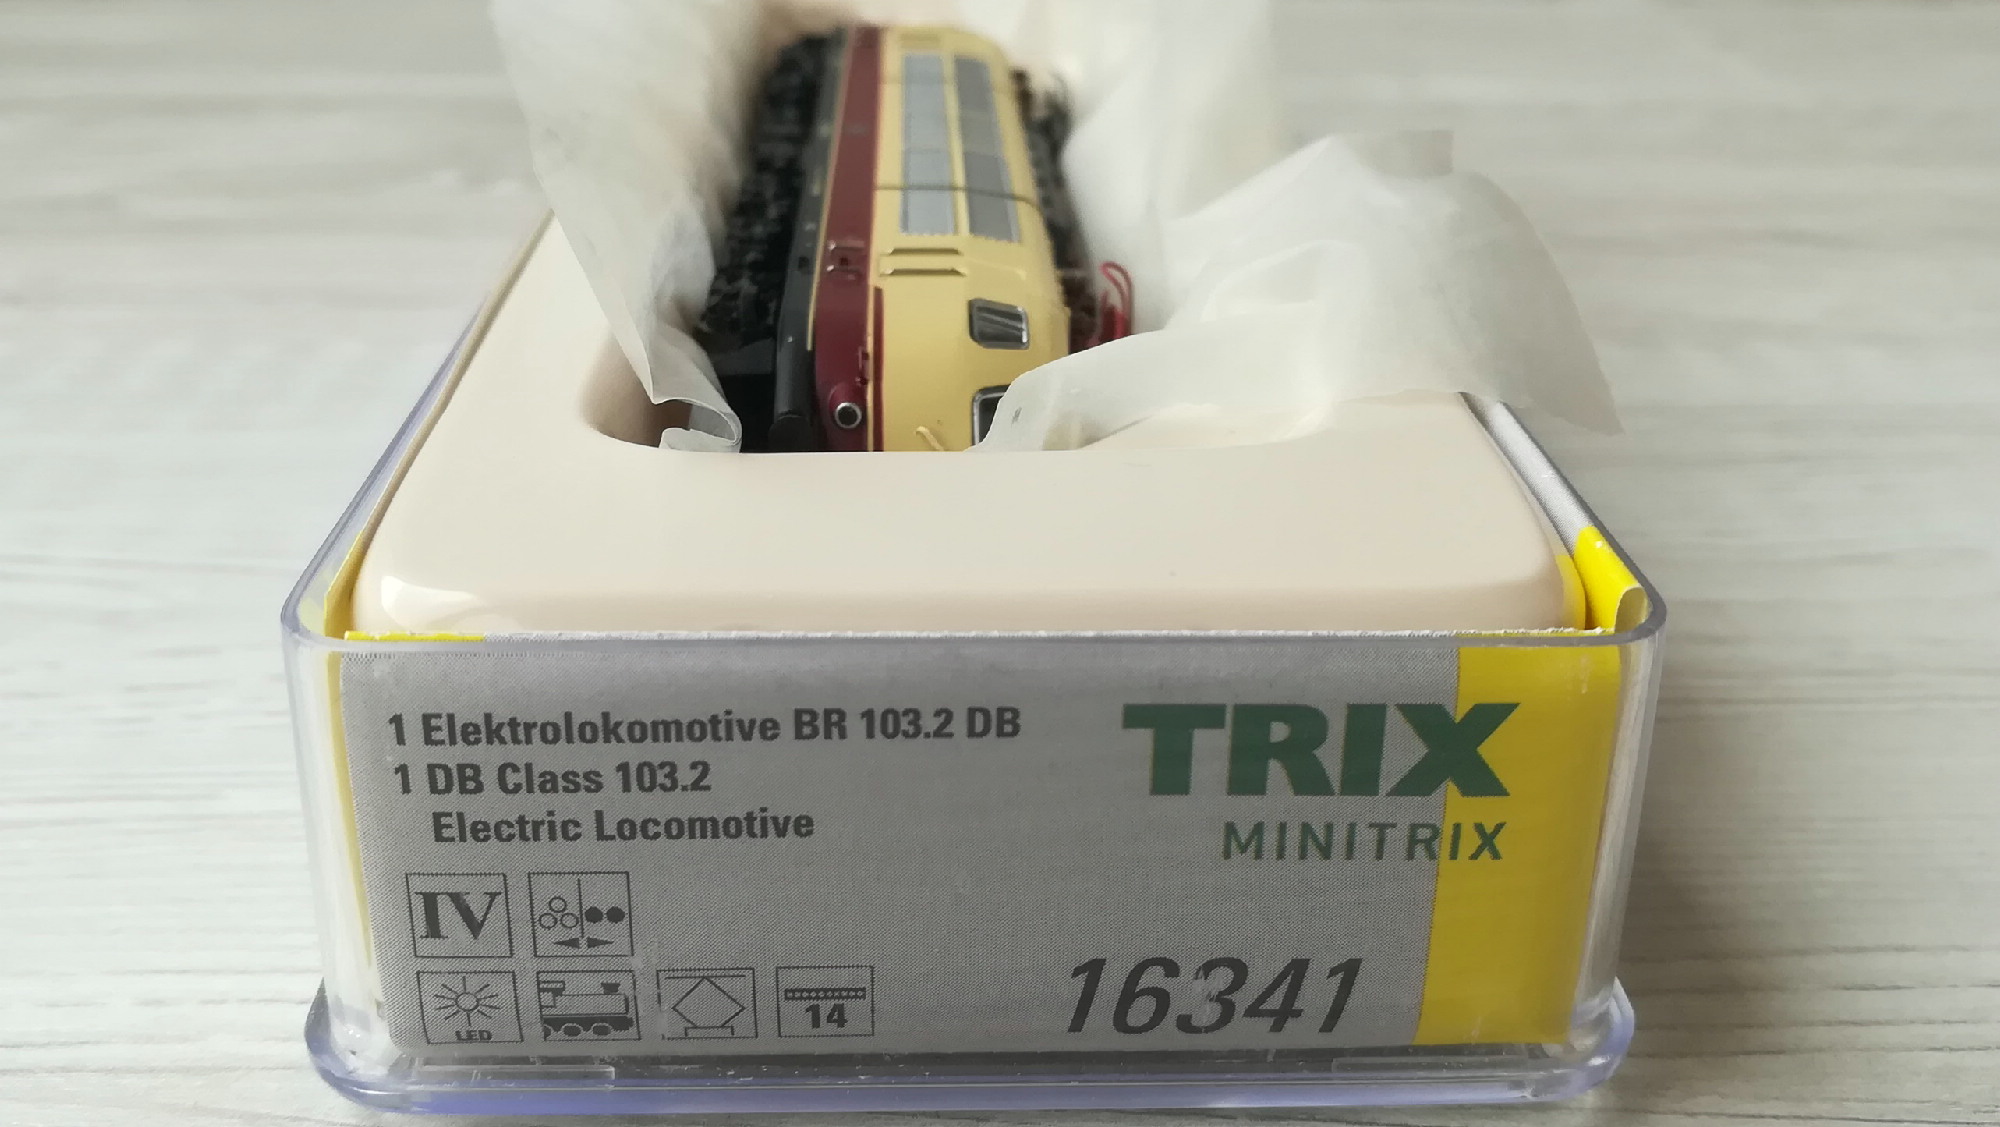 1 Elektrolokomotive BR 103.2 DB
1 DB Class 103.2
Electric Locomotive
TRIX
MINITRIX
IV
LED
14
16341